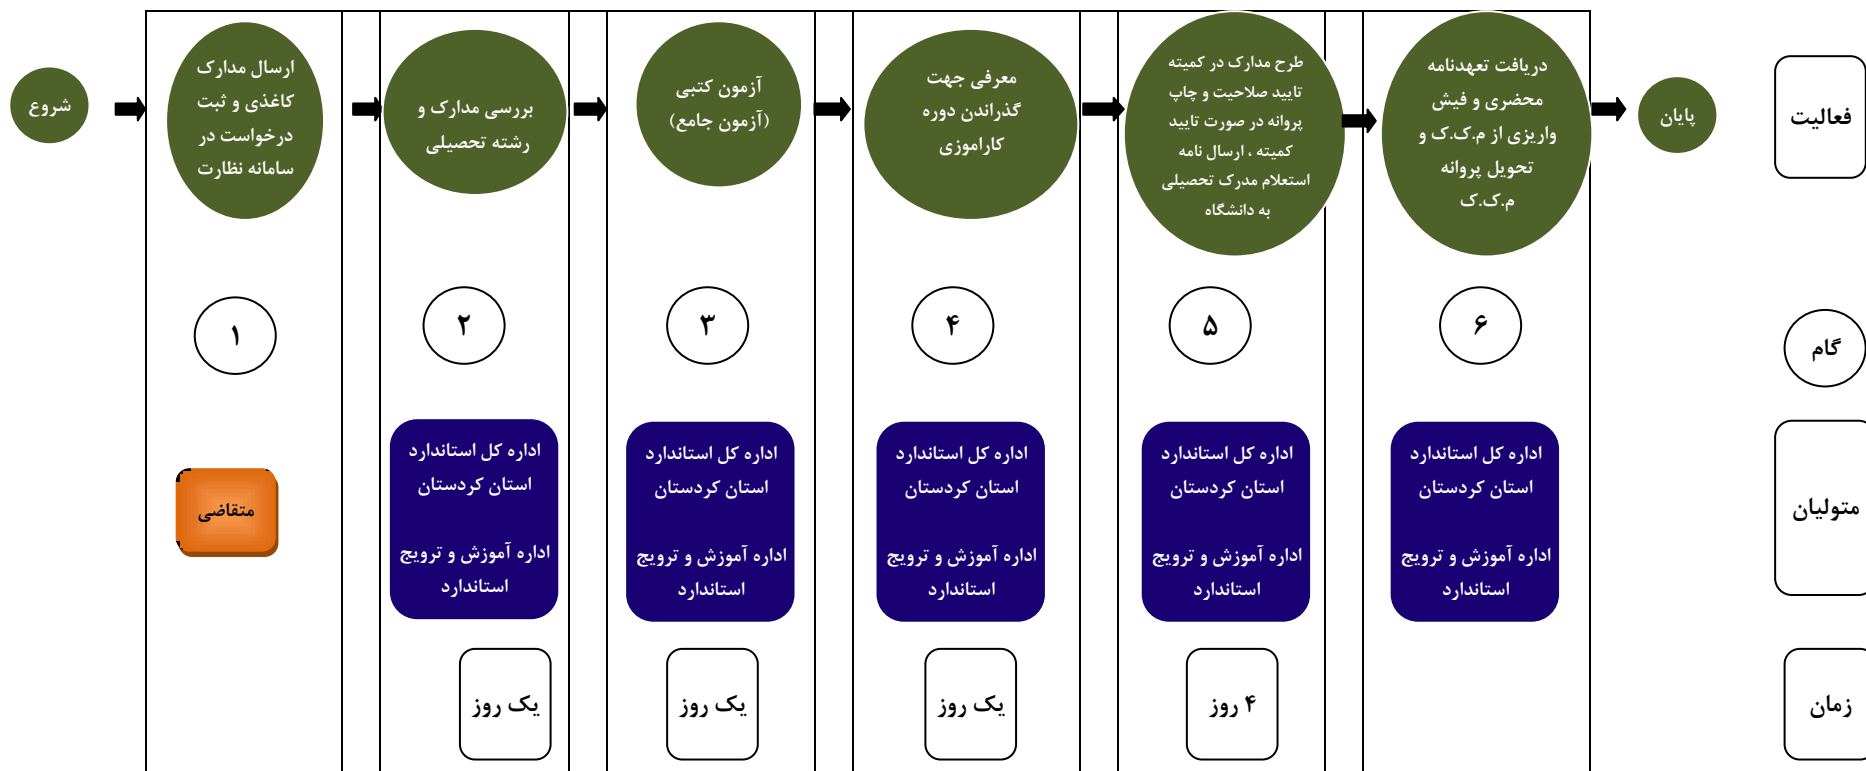 شروع
ارسال مدارک
کاغذی و ثبت
درخواست در
سامانه نظارت
بررسی مدارک و
رشته تحصیلی
آزمون کتبی
(آزمون جامع)
معرفی جهت
گذراندن دوره
کاراموزی
طرح مدارک در کمیته
تایید صلاحیت و چاپ
پروانه در صورت تایید
کمیته ، ارسال نامه
استعلام مدرک تحصیلی
به دانشگاه
دریافت تعهدنامه
محضری و فیش
واریزی از م.ک.ک و
تحویل پروانه
م.ک.ک
پایان
فعالیت
۱
۲
۳
۴
۵
۶
گام
متقاضی
اداره کل استاندارد
استان کردستان
اداره آموزش و ترویج
استاندارد
اداره کل استاندارد
استان کردستان
اداره آموزش و ترویج
استاندارد
اداره کل استاندارد
استان کردستان
اداره آموزش و ترویج
استاندارد
اداره کل استاندارد
استان کردستان
اداره آموزش و ترویج
استاندارد
اداره کل استاندارد
استان کردستان
اداره آموزش و ترویج
استاندارد
متولیان
یک روز
یک روز
یک روز
۴ روز
زمان